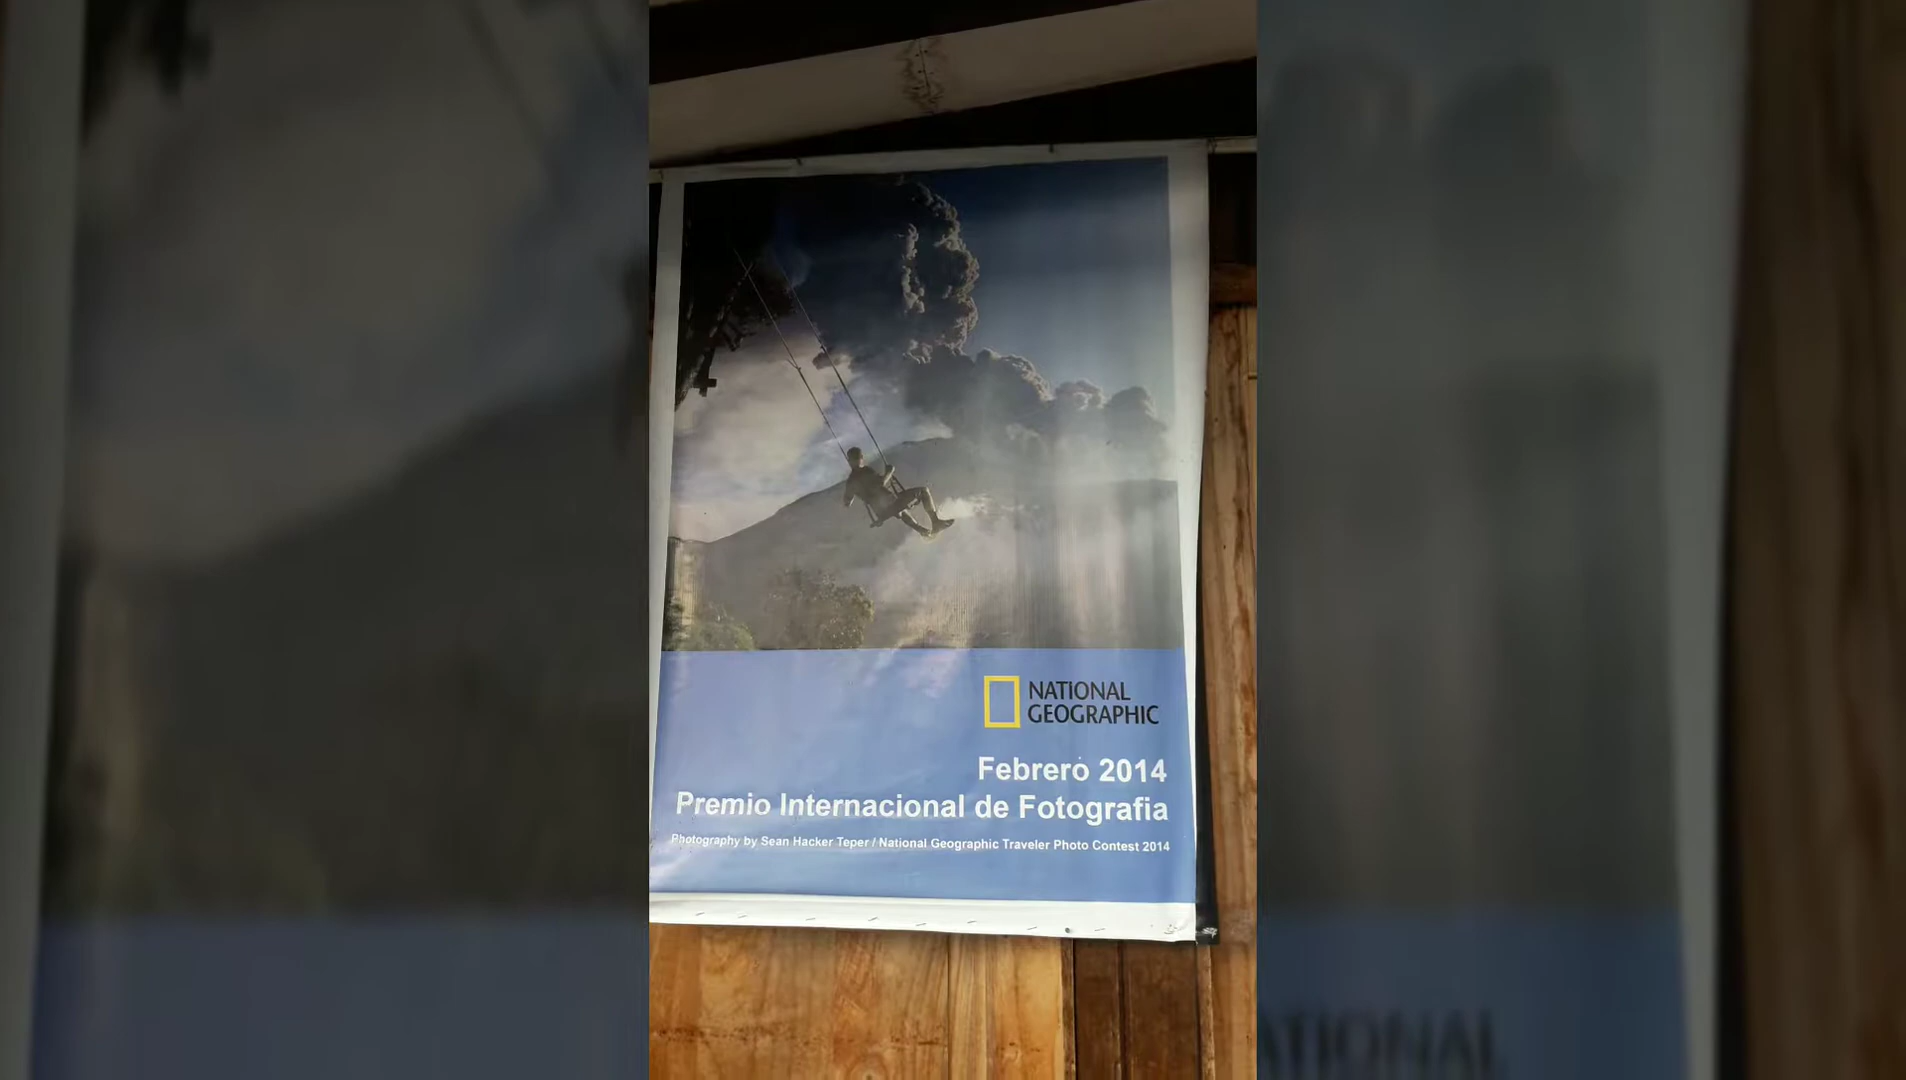 NATIONAL
GEOGRAPHIC
Febrero 2014
Premio Internacional de Fotografia
Photography by Sean Hacker Teper / National Geographic Traveler Photo Contest 2014